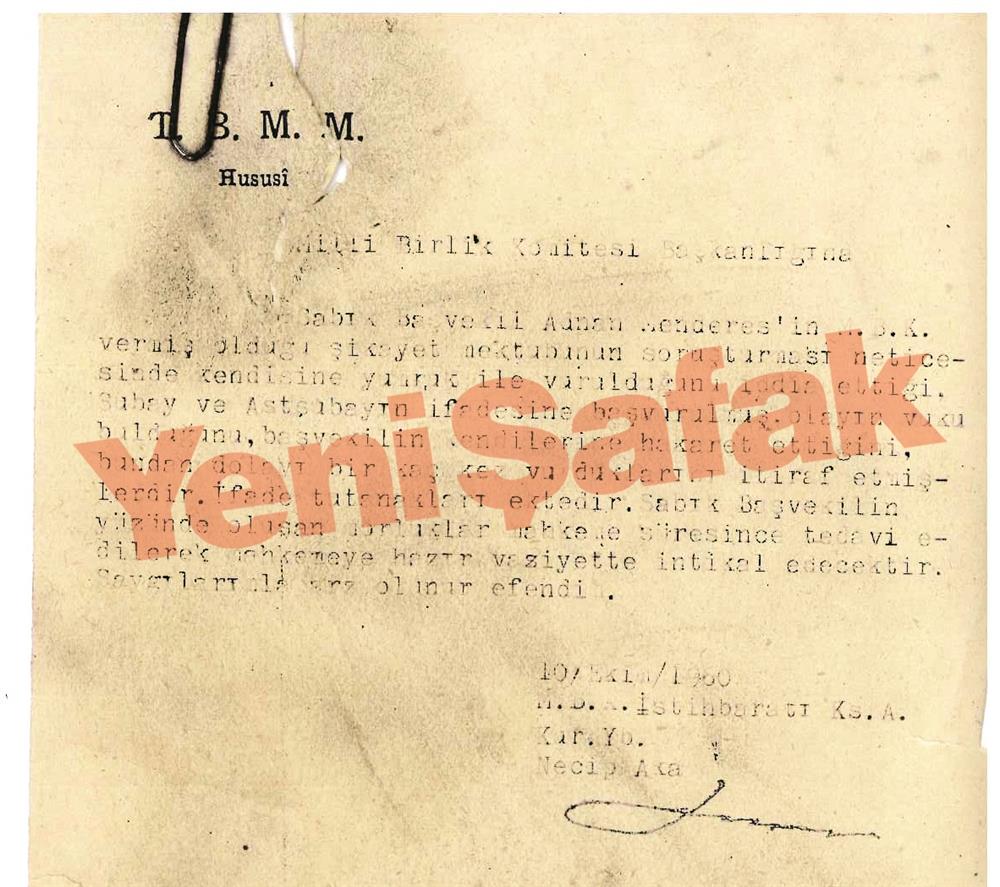 T. B. M. M.
Hususî
Milli Birlik Komitesi Başkanlığına
Sabık Başvekil Adnan Menderes'in M.B.K.
vermiş olduğu şikayet mektubunun soruşturması netice-
sinde kendisine yumruk ile vurulduğunu iddia ettiği.
Subay ve Astsubayın ifadesine başvurulmuş.olayın vuku
bulduğunu,başvekilin kendilerine hakaret ettiğini,
bundan dolayı bir kaç kez vurduklarını itiraf etmiş-
lerdir.İfade tutanakları ektedir.Sabık Başvekilin
yüzünde oluşan morluklar mahkeme süresince tedavi e-
dilerek mahkemeye hazır vaziyette intikal edecektir.
Saygılarımla arz olunur efendim.
10/Ekim/1960
M.B.K.İstihbaratı Ks.A.
Kur.Yb.
Necip Aka
YeniŞafak